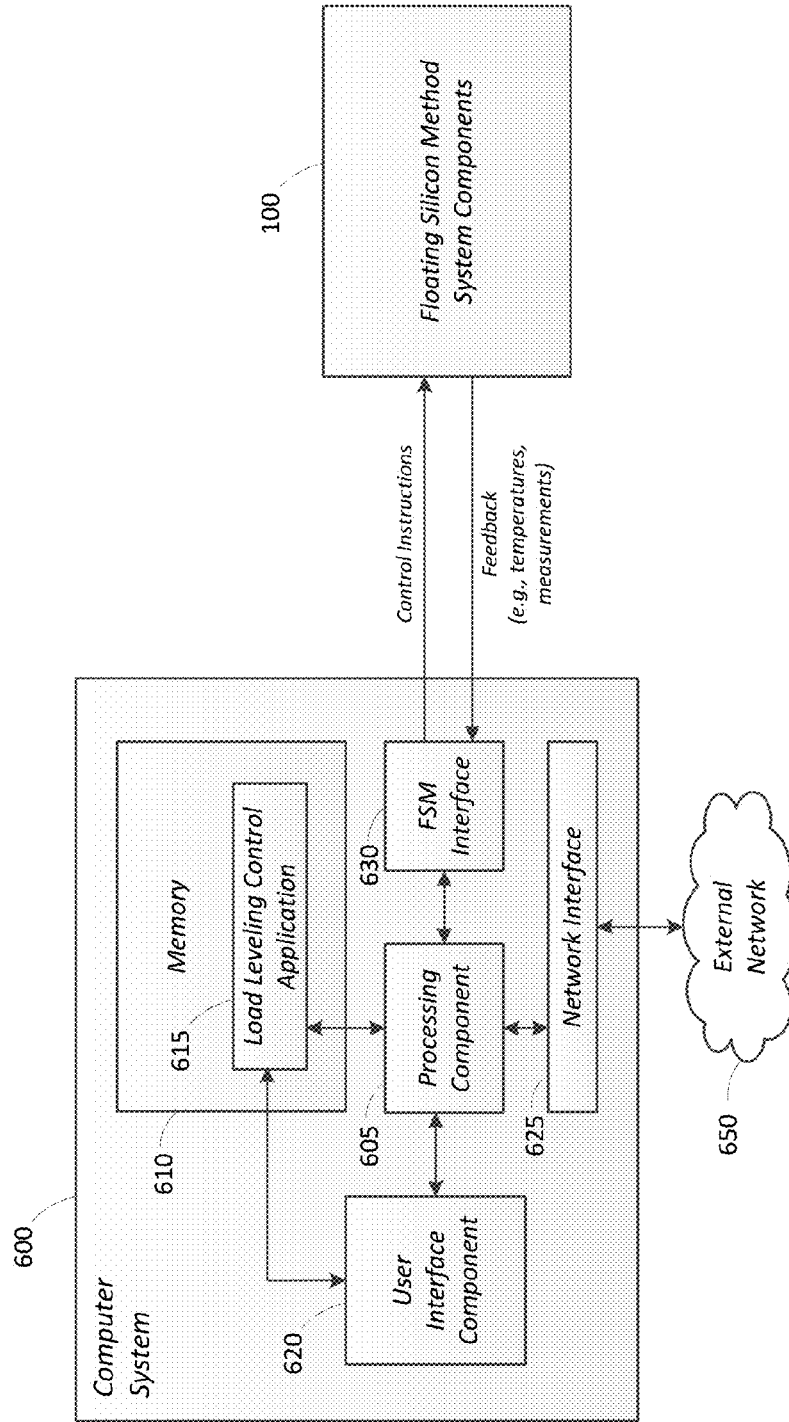 600
Computer
System
610
Memory
615
Load Leveling Control
Application
620
User
Interface
Component
605
Processing
Component
630
FSM
Interface
625
Network Interface
650
External
Network
Control Instructions
Feedback
(e.g., temperatures,
measurements)
100
Floating Silicon Method
System Components